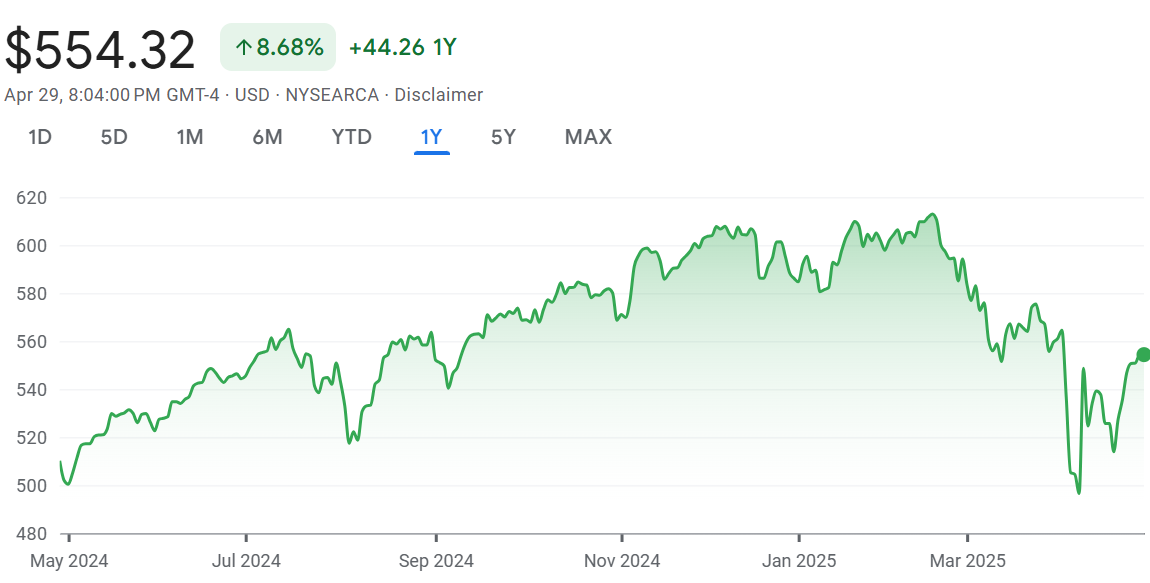 $554.32 ↑8.68% +44.26 1Y
Apr 29, 8:04:00 PM GMT-4 · USD · NYSEARCA · Disclaimer
1D 5D 1M 6M YTD 1Y 5Y MAX
620
600
580
560
540
520
500
480
May 2024 Jul 2024 Sep 2024 Nov 2024 Jan 2025 Mar 2025